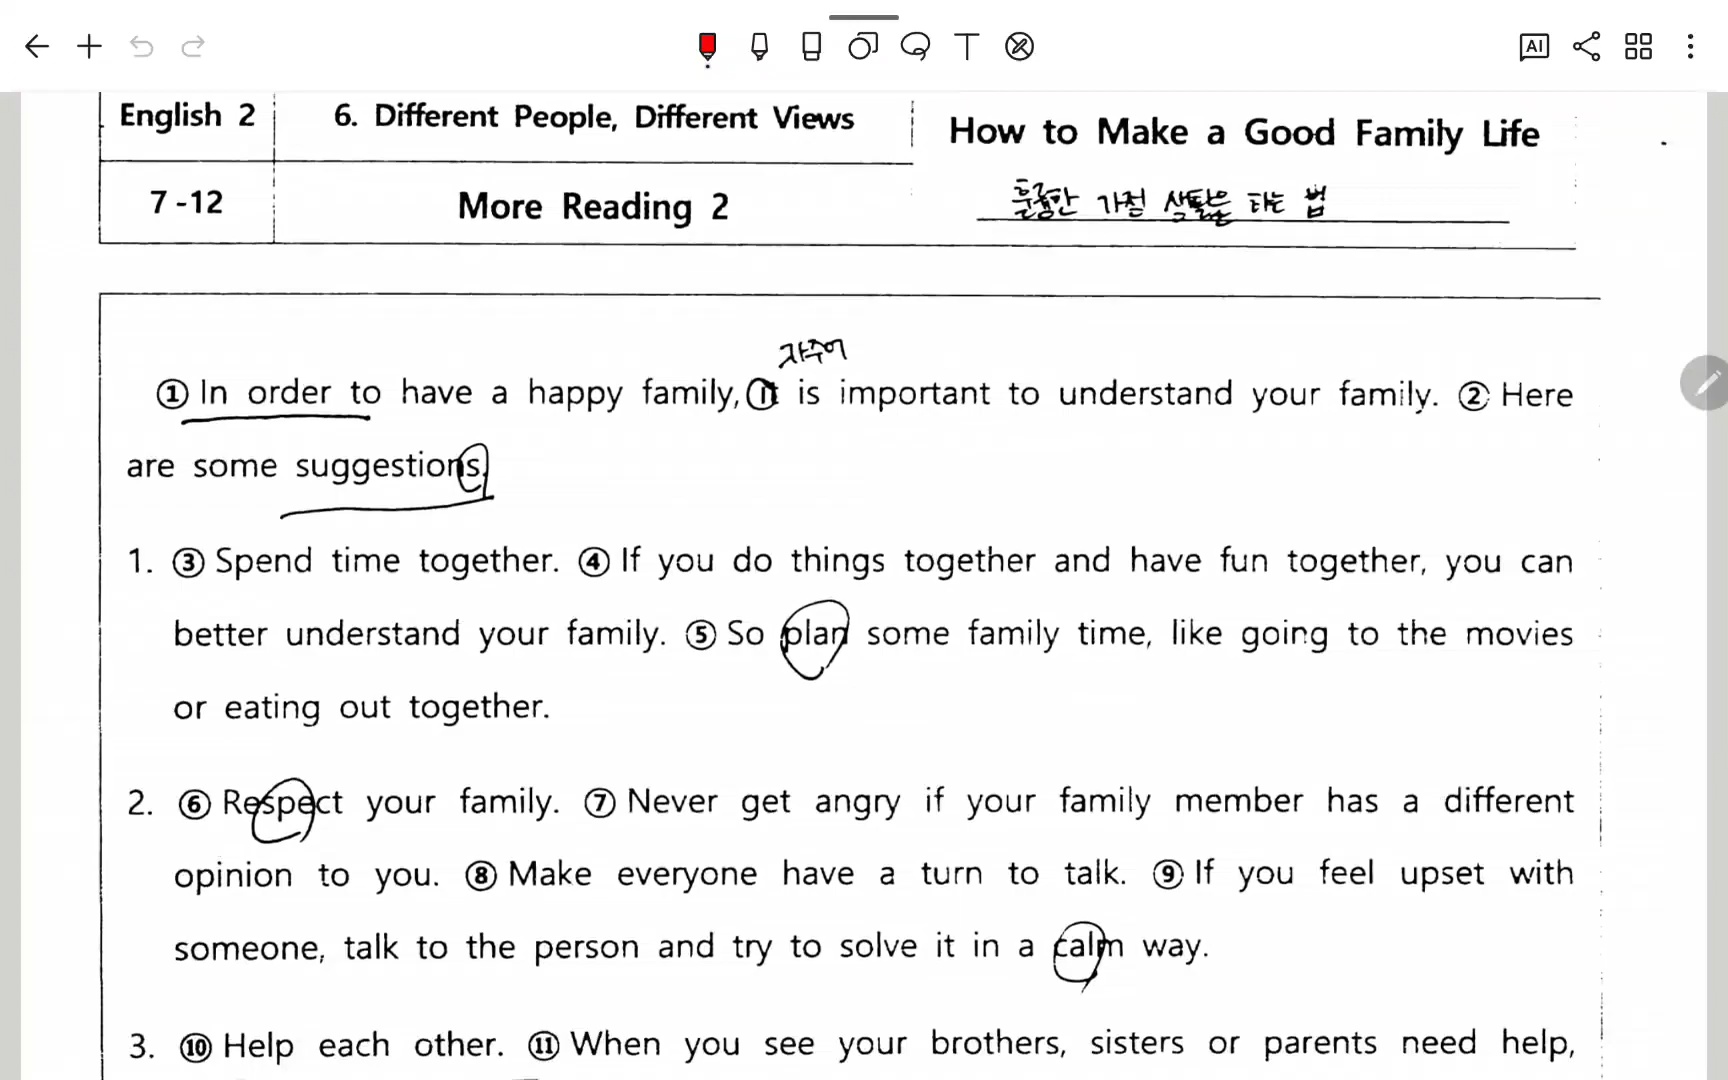 AI
English 2
6. Different People, Different Views
How to Make a Good Family Life
7-12
More Reading 2
훌륭한 가정 생활을 하는 법
가주어
① In order to have a happy family, it is important to understand your family. ② Here
are some suggestions.
1. ③ Spend time together. ④ If you do things together and have fun together, you can
better understand your family. ⑤ So plan some family time, like going to the movies
or eating out together.
2. ⑥ Respect your family. ⑦ Never get angry if your family member has a different
opinion to you. ⑧ Make everyone have a turn to talk. ⑨ If you feel upset with
someone, talk to the person and try to solve it in a calm way.
3. ⑩ Help each other. ⑪ When you see your brothers, sisters or parents need help,